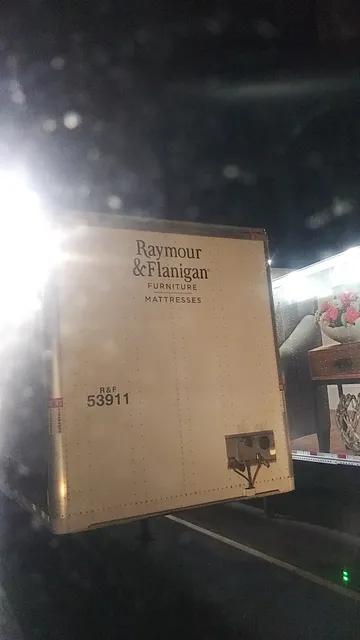 Raymour
&Flanigan
FURNITURE
MATTRESSES
R&F
53911